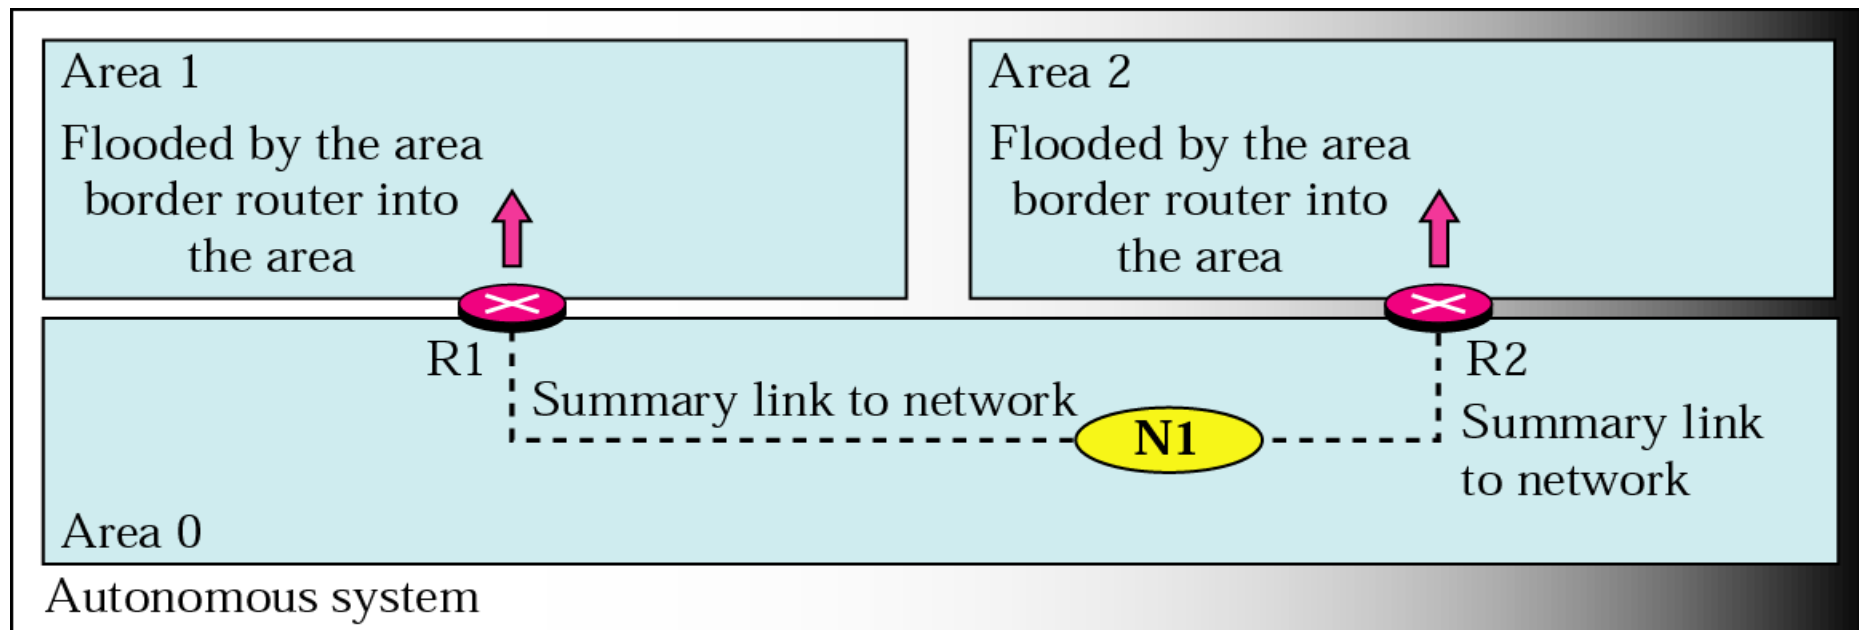 Area 1
Flooded by the area
border router into
the area
Area 2
Flooded by the area
border router into
the area
R1
R2
Summary link to network
N1
Summary link
to network
Area 0
Autonomous system